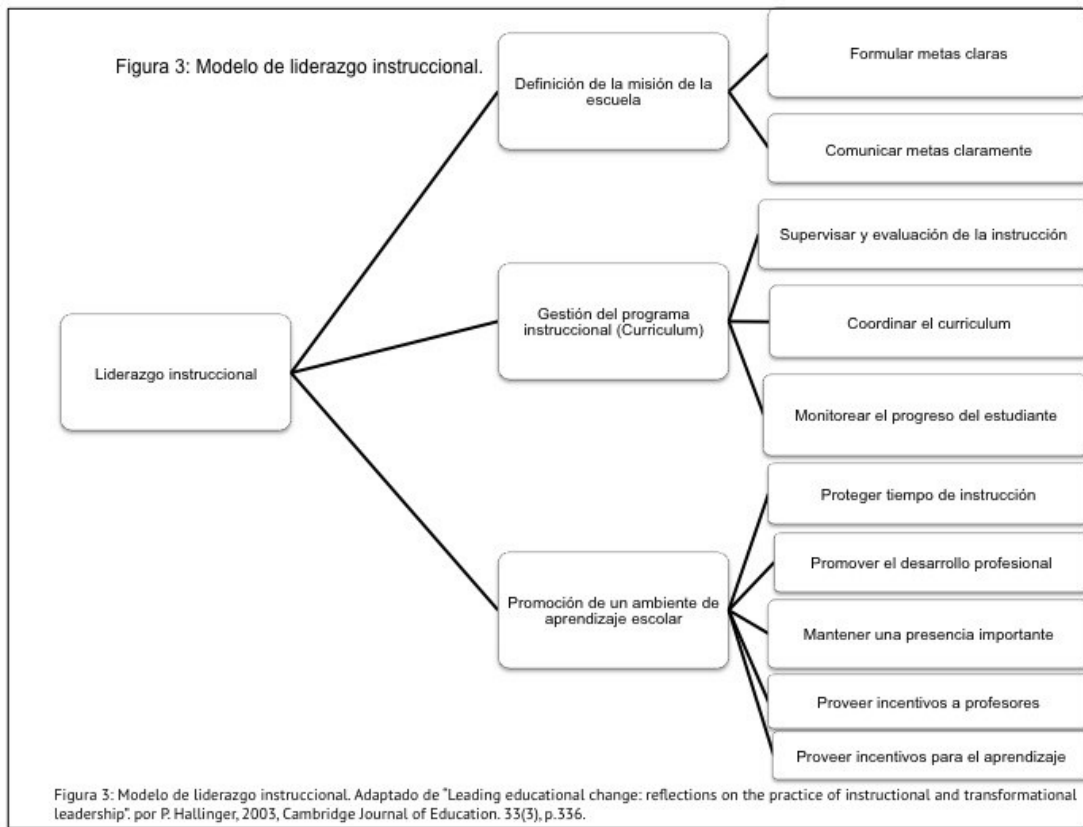 Figura 3: Modelo de liderazgo instruccional.
Liderazgo instruccional
Definición de la misión de la
escuela
Formular metas claras
Comunicar metas claramente
Gestión del programa
instruccional (Curriculum)
Supervisar y evaluación de la instrucción
Coordinar el curriculum
Monitorear el progreso del estudiante
Promoción de un ambiente de
aprendizaje escolar
Proteger tiempo de instrucción
Promover el desarrollo profesional
Mantener una presencia importante
Proveer incentivos a profesores
Proveer incentivos para el aprendizaje
Figura 3: Modelo de liderazgo instruccional. Adaptado de “Leading educational change: reflections on the practice of instructional and transformational
leadership”. por P. Hallinger, 2003, Cambridge Journal of Education. 33(3), p.336.